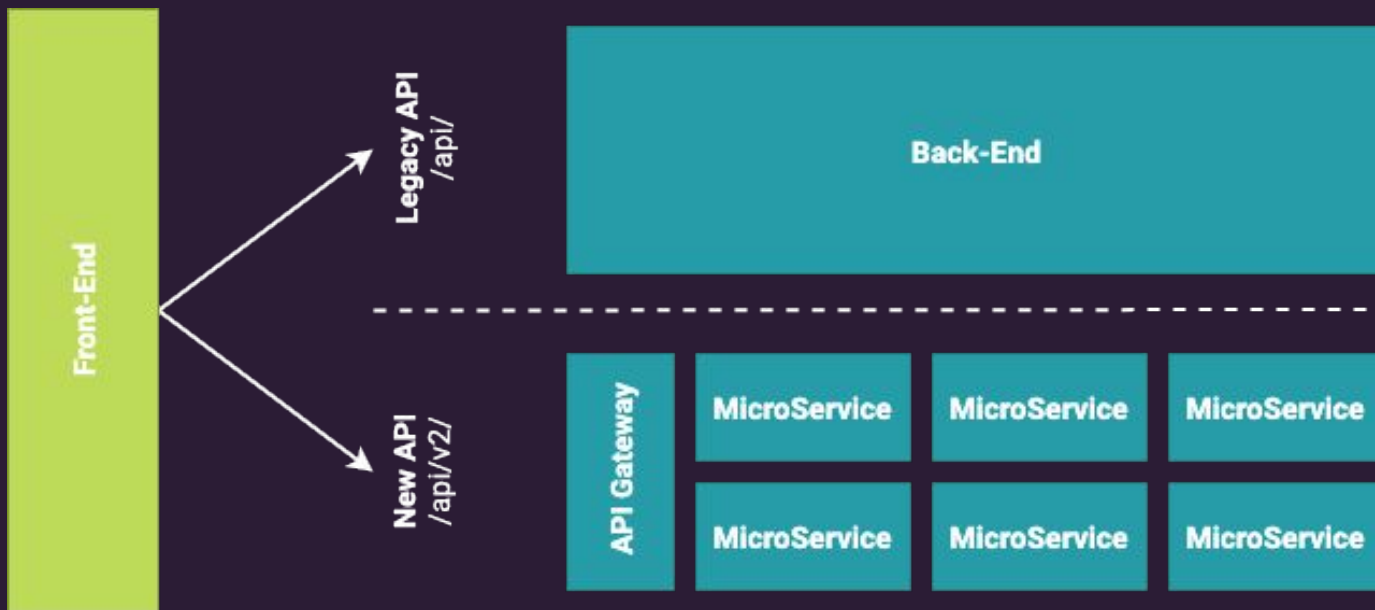 Front-End
Legacy API
/api/
Back-End
New API
/api/v2/
API Gateway
MicroService
MicroService
MicroService
MicroService
MicroService
MicroService